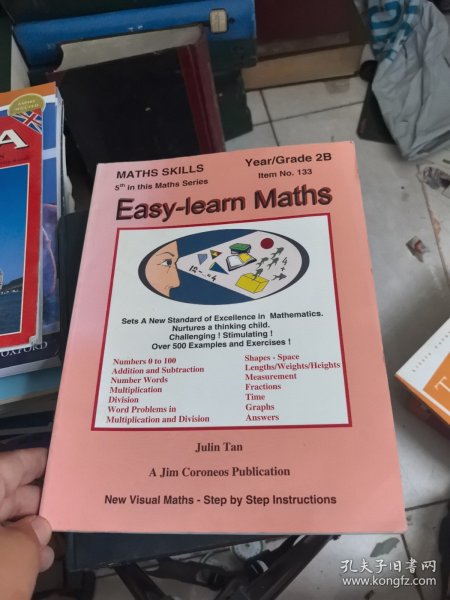 MATHS SKILLS
Year/Grade 2B
5th in this Maths Series
Item No. 133
Easy-learn Maths
Sets A New Standard of Excellence in Mathematics.
Nurtures a thinking child.
Challenging ! Stimulating !
Over 500 Examples and Exercises !
Numbers 0 to 100
Addition and Subtraction
Number Words
Multiplication
Division
Word Problems in
Multiplication and Division
Shapes - Space
Lengths/Weights/Heights
Measurement
Fractions
Time
Graphs
Answers
Julin Tan
A Jim Coroneos Publication
New Visual Maths - Step by Step Instructions
A
OXFORD
T
孔夫子旧书网
www.kongfz.com